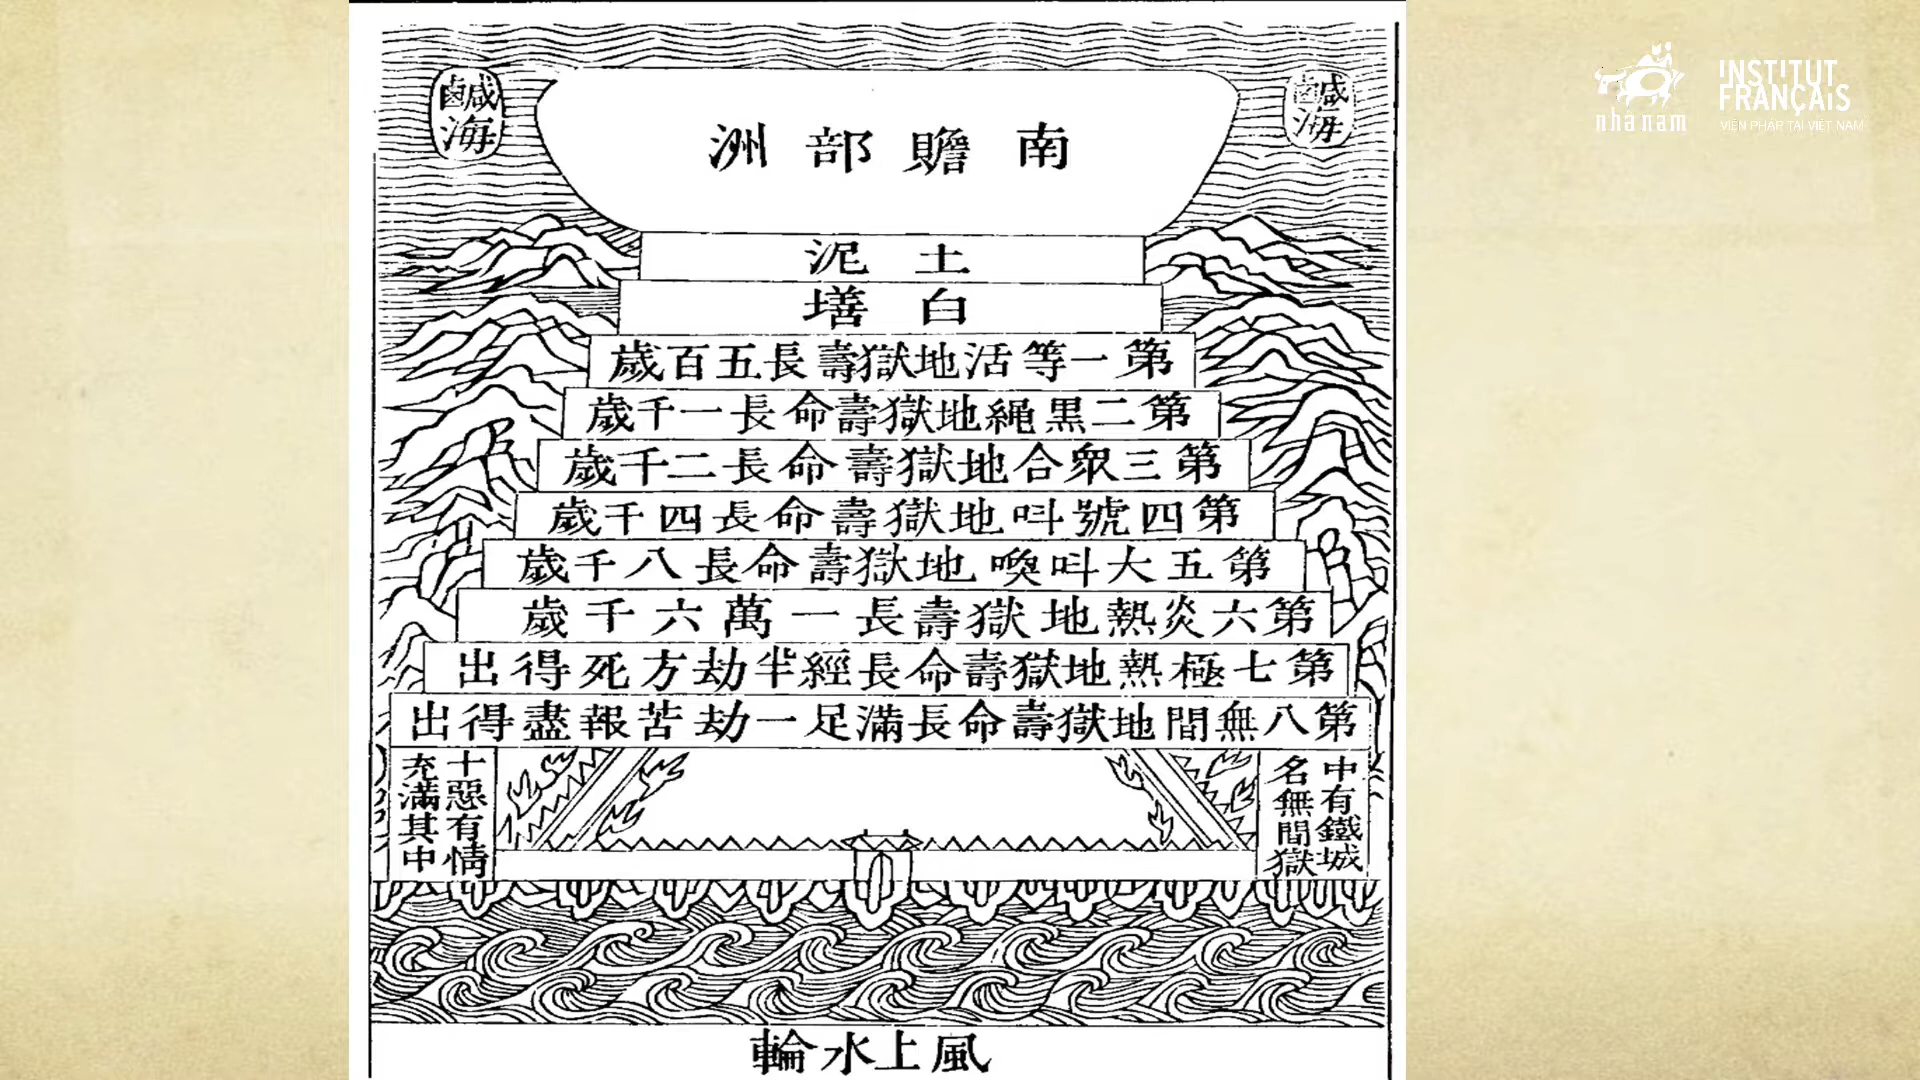 鹹海
鹹海
南贍部洲
土泥
白墡
第一等活地獄壽長五百歲
第二黑繩地獄壽命長一千歲
第三眾合地獄壽命長二千歲
第四號叫地獄壽命長四千歲
第五大叫喚地獄壽命長八千歲
第六炎熱地獄壽長一萬六千歲
第七極熱地獄壽命長經半劫方死得出
第八無間地獄壽命長滿足一劫苦報盡得出
中有鐵城
名無間獄
十惡有情
充滿其中
風上水輪
nhã nam
INSTITUT
FRANÇAIS
VIỆN PHÁP TẠI VIỆT NAM